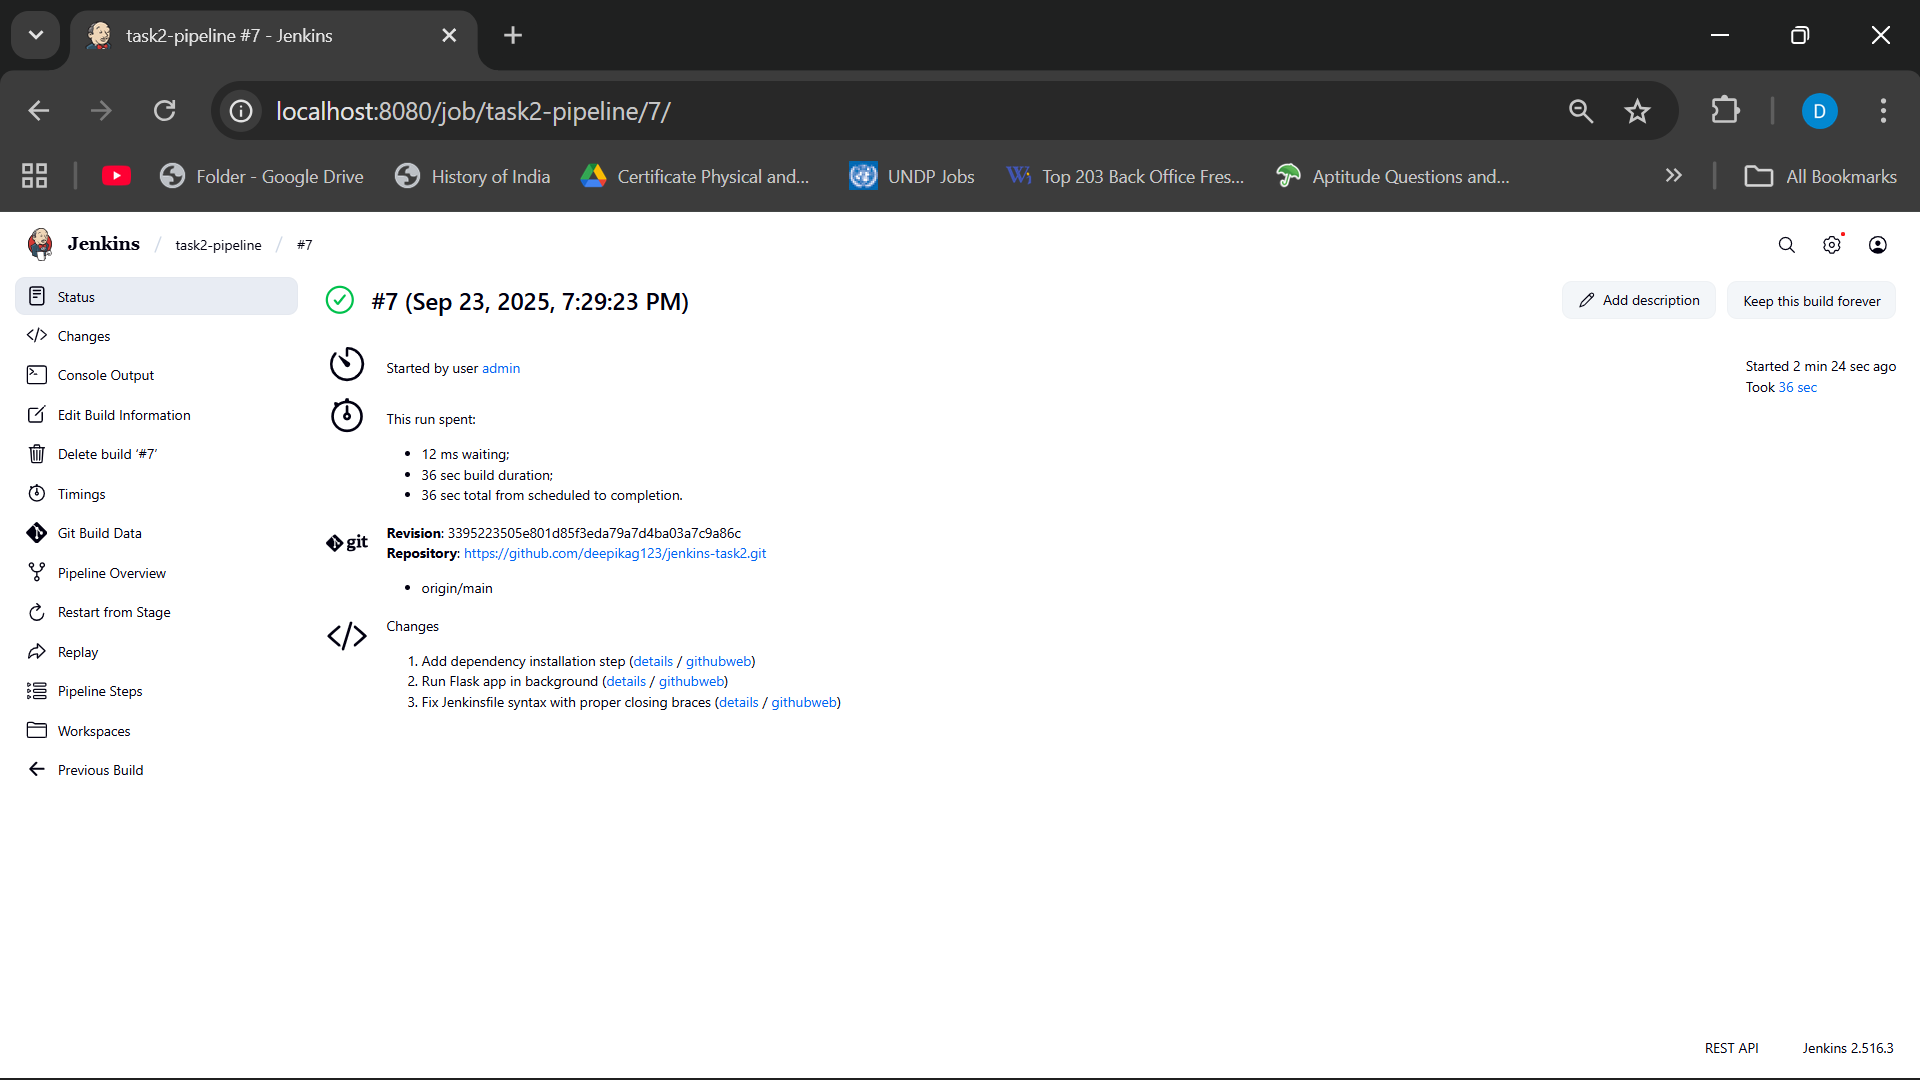 task2-pipeline #7 - Jenkins
localhost:8080/job/task2-pipeline/7/
D
Folder - Google Drive
History of India
Certificate Physical and...
UNDP Jobs
Top 203 Back Office Fres...
Aptitude Questions and...
All Bookmarks
Jenkins / task2-pipeline / #7
Status
Changes
Console Output
Edit Build Information
Delete build ‘#7’
Timings
Git Build Data
Pipeline Overview
Restart from Stage
Replay
Pipeline Steps
Workspaces
Previous Build
#7 (Sep 23, 2025, 7:29:23 PM)
Add description
Keep this build forever
Started by user admin
Started 2 min 24 sec ago
Took 36 sec
This run spent:
• 12 ms waiting;
• 36 sec build duration;
• 36 sec total from scheduled to completion.
git
Revision: 3395223505e801d85f3eda79a7d4ba03a7c9a86c
Repository: https://github.com/deepikag123/jenkins-task2.git
• origin/main
Changes
1. Add dependency installation step (details / githubweb)
2. Run Flask app in background (details / githubweb)
3. Fix Jenkinsfile syntax with proper closing braces (details / githubweb)
REST API
Jenkins 2.516.3